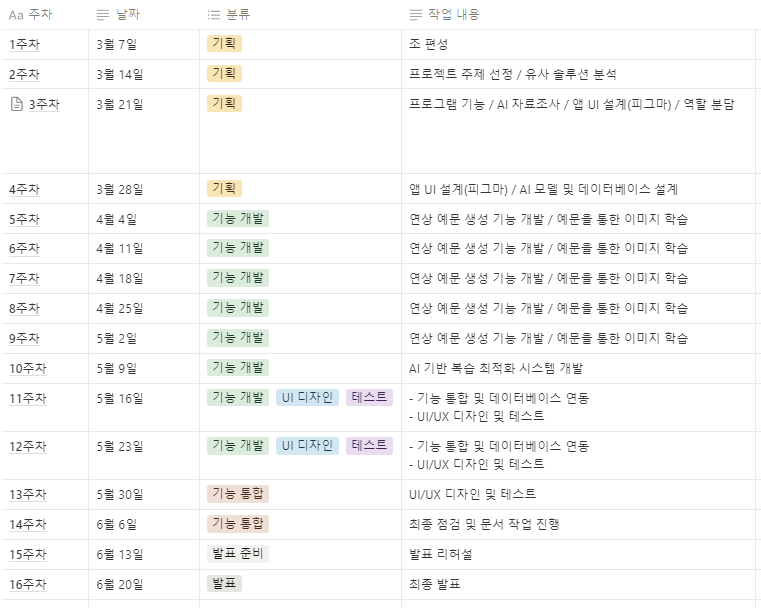 Aa 주차 날짜 분류 작업 내용
1주차 3월 7일 기획 조 편성
2주차 3월 14일 기획 프로젝트 주제 선정 / 유사 솔루션 분석
3주차 3월 21일 기획 프로그램 기능 / AI 자료조사 / 앱 UI 설계(피그마) / 역할 분담
4주차 3월 28일 기획 앱 UI 설계(피그마) / AI 모델 및 데이터베이스 설계
5주차 4월 4일 기능 개발 연상 예문 생성 기능 개발 / 예문을 통한 이미지 학습
6주차 4월 11일 기능 개발 연상 예문 생성 기능 개발 / 예문을 통한 이미지 학습
7주차 4월 18일 기능 개발 연상 예문 생성 기능 개발 / 예문을 통한 이미지 학습
8주차 4월 25일 기능 개발 연상 예문 생성 기능 개발 / 예문을 통한 이미지 학습
9주차 5월 2일 기능 개발 연상 예문 생성 기능 개발 / 예문을 통한 이미지 학습
10주차 5월 9일 기능 개발 AI 기반 복습 최적화 시스템 개발
11주차 5월 16일 기능 개발 UI 디자인 테스트 - 기능 통합 및 데이터베이스 연동
- UI/UX 디자인 및 테스트
12주차 5월 23일 기능 개발 UI 디자인 테스트 - 기능 통합 및 데이터베이스 연동
- UI/UX 디자인 및 테스트
13주차 5월 30일 기능 통합 UI/UX 디자인 및 테스트
14주차 6월 6일 기능 통합 최종 점검 및 문서 작업 진행
15주차 6월 13일 발표 준비 발표 리허설
16주차 6월 20일 발표 최종 발표